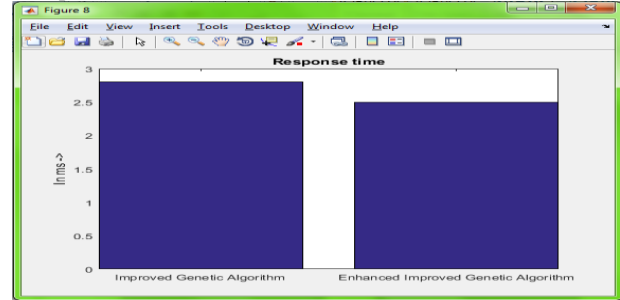 Figure 8
File Edit View Insert Tools Desktop Window Help
Response time
3
2.5
2
1.5
1
0.5
0
In ms ->
Improved Genetic Algorithm Enhanced Improved Genetic Algorithm